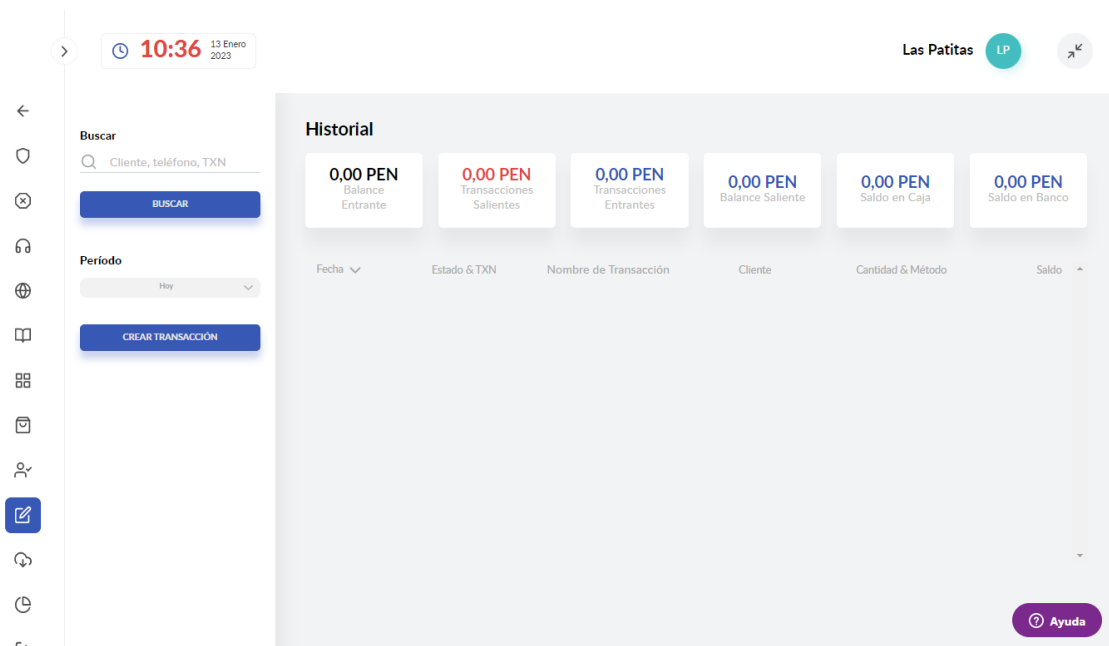 10:36
13 Enero
2023
Las Patitas
LP
Buscar
Cliente, teléfono, TXN
BUSCAR
Período
Hoy
CREAR TRANSACCIÓN
Historial
0,00 PEN
Balance
Entrante
0,00 PEN
Transacciones
Salientes
0,00 PEN
Transacciones
Entrantes
0,00 PEN
Balance Saliente
0,00 PEN
Saldo en Caja
0,00 PEN
Saldo en Banco
Fecha
Estado & TXN
Nombre de Transacción
Cliente
Cantidad & Método
Saldo
Ayuda